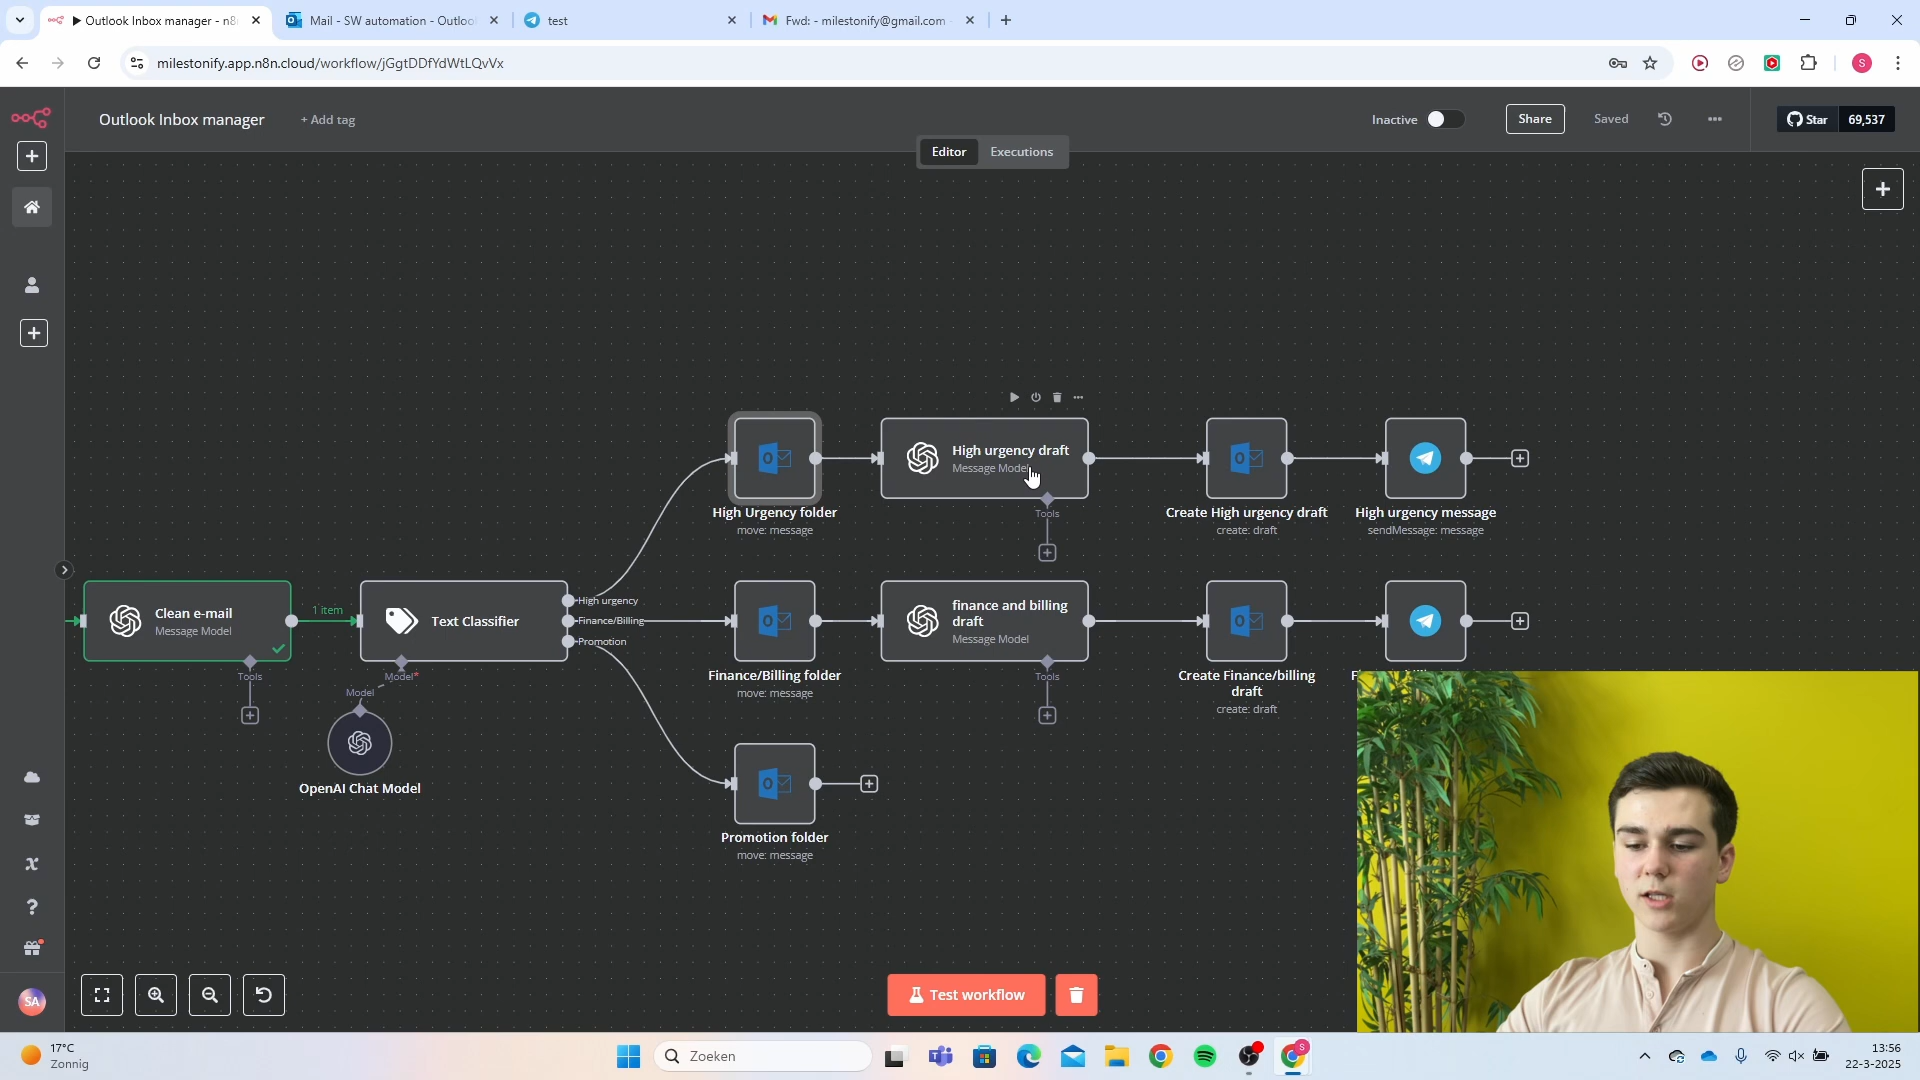 ▶ Outlook Inbox manager - n8
Mail - SW automation - Outloo
test
Fwd: - milestonify@gmail.com
milestonify.app.n8n.cloud/workflow/jGgtDDfYdWtLQvVx
S
Outlook Inbox manager
+ Add tag
Inactive
Share
Saved
Star
69,537
Editor
Executions
High urgency draft
Message Model
Tools
High Urgency folder
move: message
Create High urgency draft
create: draft
High urgency message
sendMessage: message
Clean e-mail
Message Model
1 item
Text Classifier
High urgency
Finance/Billing
Promotion
finance and billing
draft
Message Model
Tools
Model*
Model
Tools
Finance/Billing folder
move: message
Create Finance/billing
draft
create: draft
OpenAI Chat Model
Promotion folder
move: message
SA
Test workflow
17°C
Zonnig
Zoeken
13:56
22-3-2025